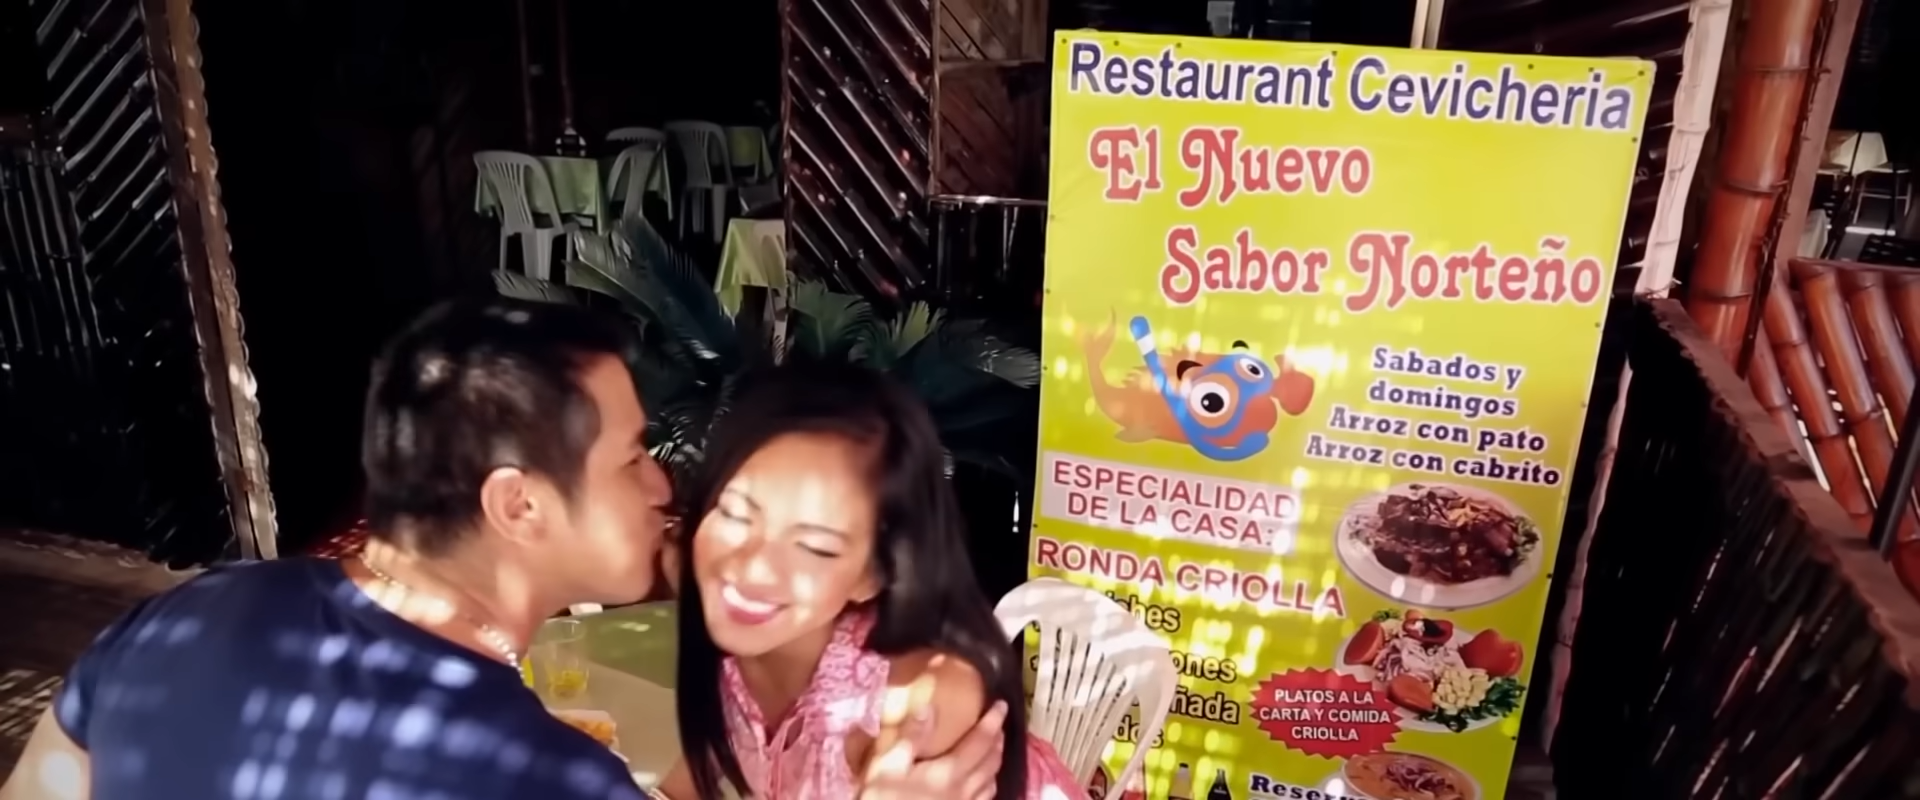 Restaurant Cevicheria
El Nuevo
Sabor Norteño
Sabados y
domingos
Arroz con pato
Arroz con cabrito
ESPECIALIDAD
DE LA CASA:
RONDA CRIOLLA
PLATOS A LA
CARTA Y COMIDA
CRIOLLA